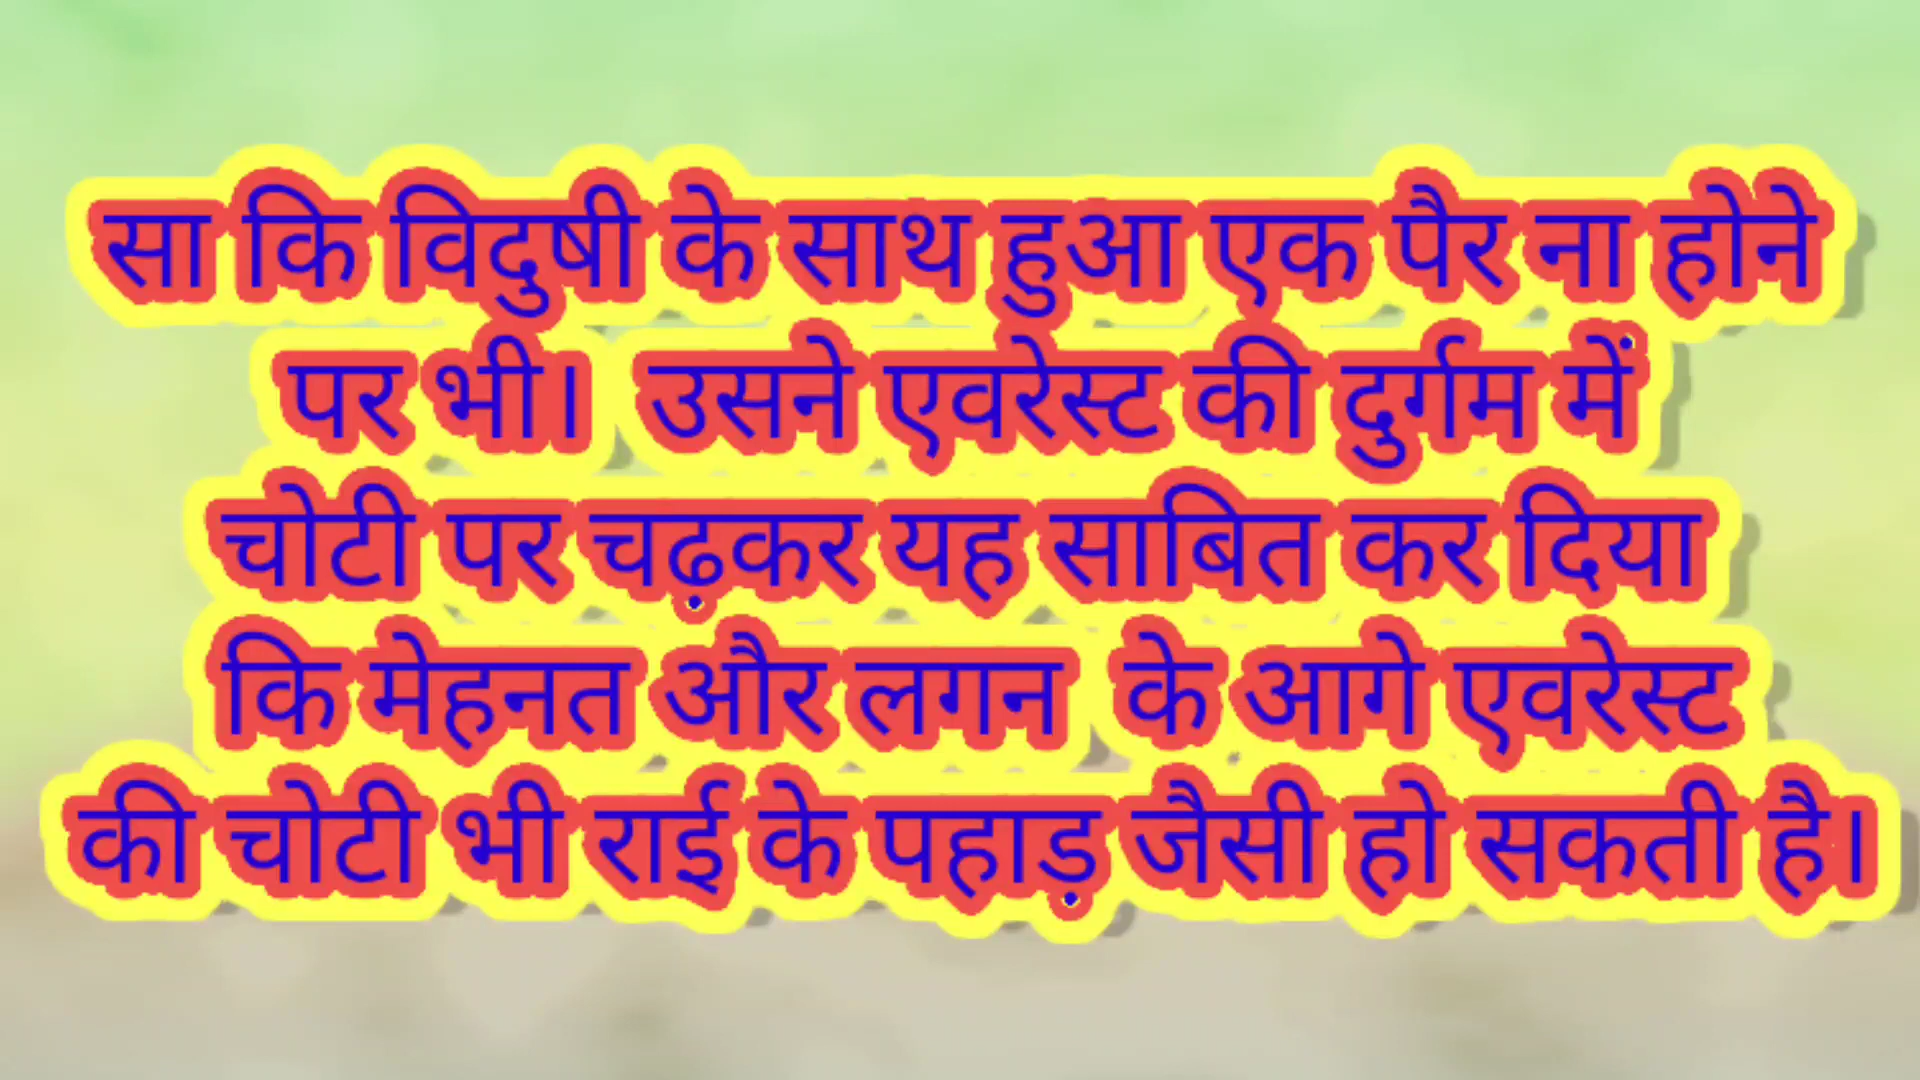 सा कि विदुषी के साथ हुआ एक पैर ना होने
पर भी। उसने एवरेस्ट की दुर्गम में
चोटी पर चढ़कर यह साबित कर दिया
कि मेहनत और लगन के आगे एवरेस्ट
की चोटी भी राई के पहाड़ जैसी हो सकती है।